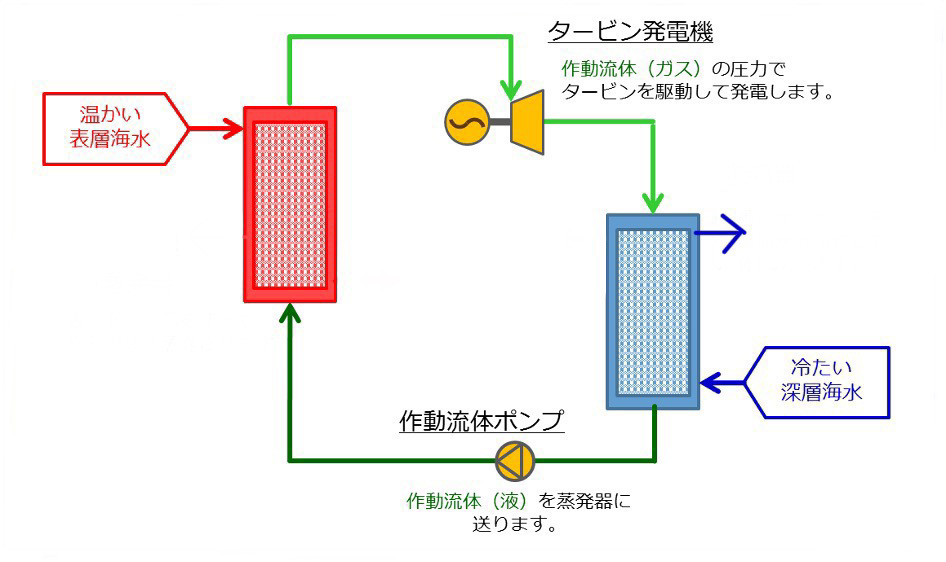 タービン発電機
作動流体（ガス）の圧力で
タービンを駆動して発電します。
温かい
表層海水
冷たい
深層海水
作動流体ポンプ
作動流体（液）を蒸発器に
送ります。